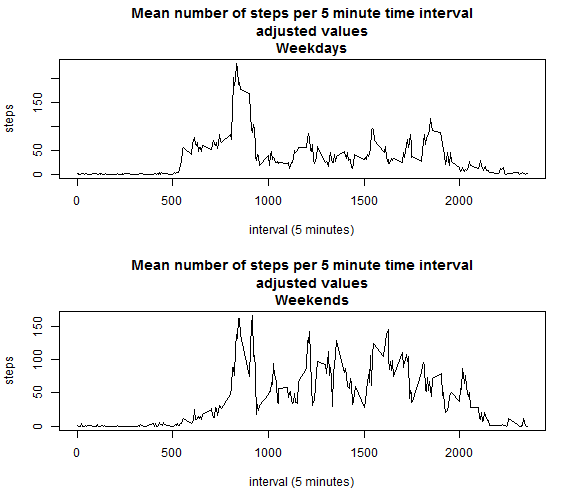 Mean number of steps per 5 minute time interval
adjusted values
Weekdays
steps
150
50
0
0 500 1000 1500 2000
interval (5 minutes)
Mean number of steps per 5 minute time interval
adjusted values
Weekends
steps
150
100
50
0
0 500 1000 1500 2000
interval (5 minutes)